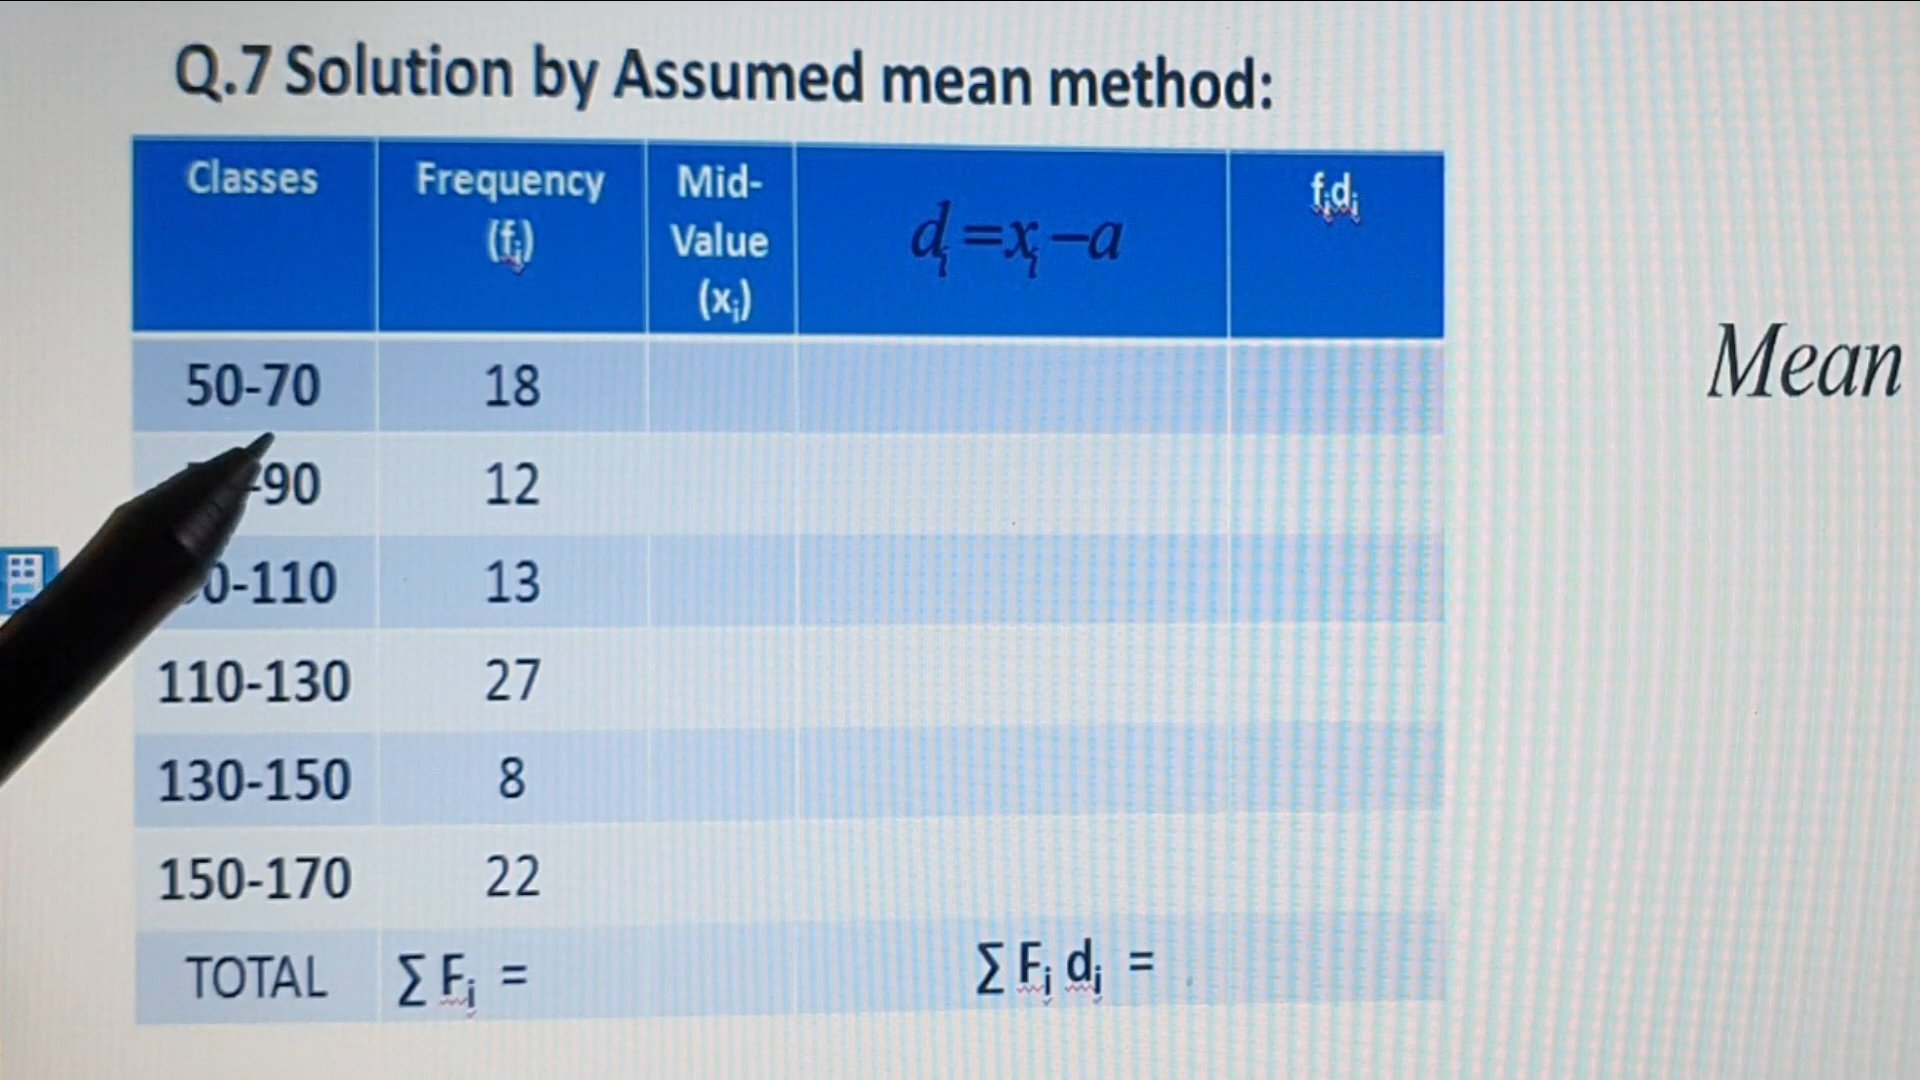 Q.7 Solution by Assumed mean method:
Classes Frequency (fᵢ) Mid-Value (xᵢ) dᵢ=xᵢ−a fᵢdᵢ
50-70 18
-90 12
0-110 13
110-130 27
130-150 8
150-170 22
TOTAL ∑Fᵢ = ∑Fᵢ dᵢ =
Mean